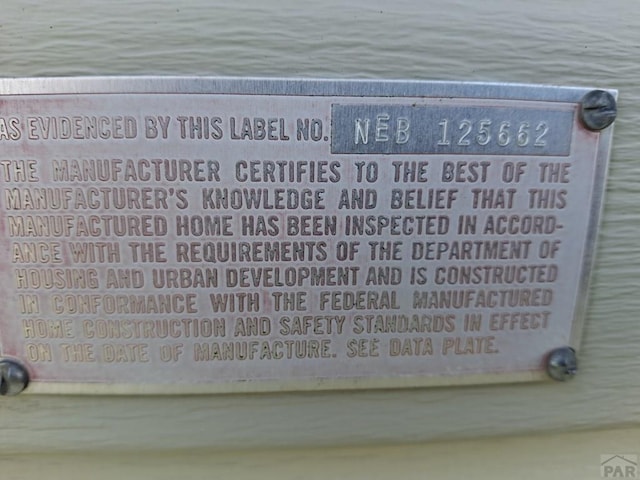 AS EVIDENCED BY THIS LABEL NO. NEB 125662
THE MANUFACTURER CERTIFIES TO THE BEST OF THE
MANUFACTURER'S KNOWLEDGE AND BELIEF THAT THIS
MANUFACTURED HOME HAS BEEN INSPECTED IN ACCORD-
ANCE WITH THE REQUIREMENTS OF THE DEPARTMENT OF
HOUSING AND URBAN DEVELOPMENT AND IS CONSTRUCTED
IN CONFORMANCE WITH THE FEDERAL MANUFACTURED
HOME CONSTRUCTION AND SAFETY STANDARDS IN EFFECT
ON THE DATE OF MANUFACTURE. SEE DATA PLATE.
PAR